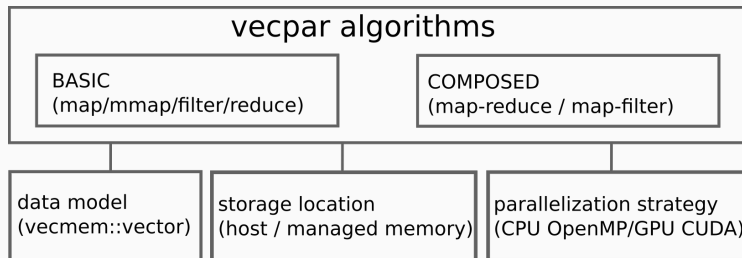 vecpar algorithms
BASIC
(map/mmap/filter/reduce)
COMPOSED
(map-reduce / map-filter)
data model
(vecmem::vector)
storage location
(host / managed memory)
parallelization strategy
(CPU OpenMP/GPU CUDA)